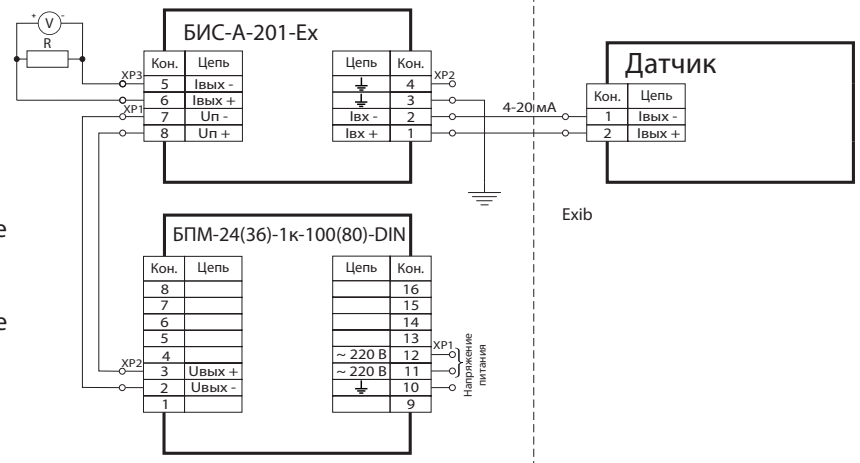 + V -
R
БИС-А-201-Ex
Кон. Цепь
XP3
5 Iвых -
6 Iвых +
XP1
7 Uп -
8 Uп +
Цепь Кон.
XP2
4
3
Iвх - 2
Iвх + 1
4-20 мА
Датчик
Кон. Цепь
1 Iвых -
2 Iвых +
Exib
е
е
БПМ-24(36)-1к-100(80)-DIN
Кон. Цепь
8
7
6
5
4
XP2
3 Uвых +
2 Uвых -
1
Цепь Кон.
16
15
14
13
XP1
~ 220 В 12
~ 220 В 11
10
9
Напряжение
питания